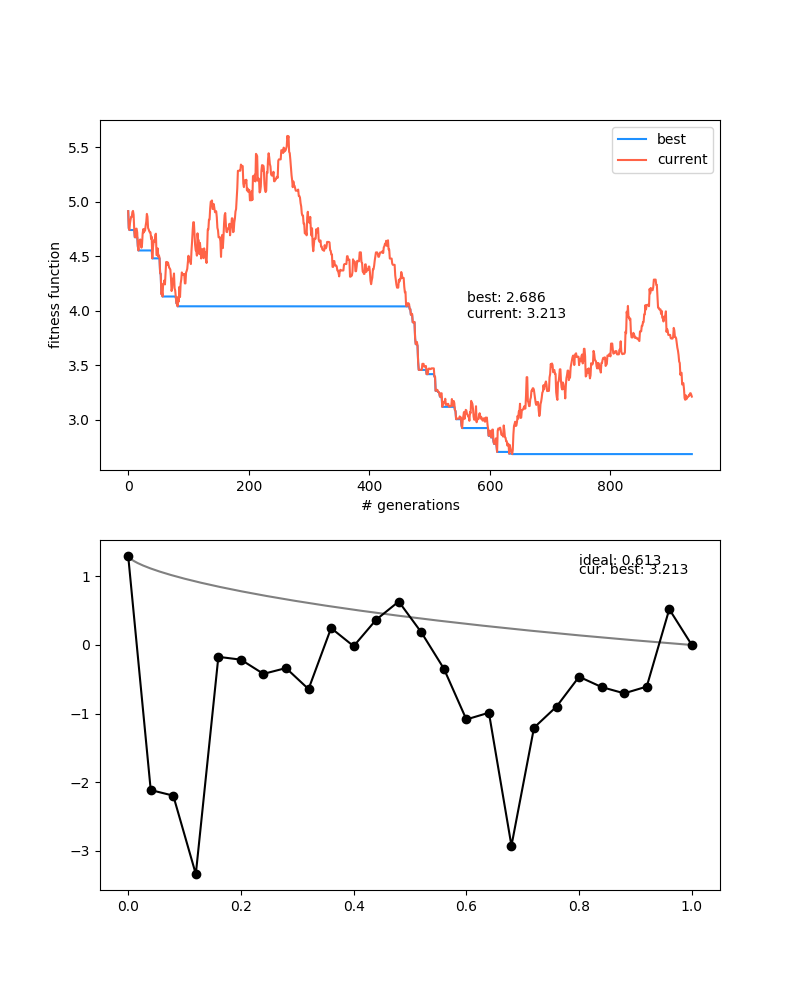 5.5
5.0
4.5
4.0
3.5
3.0
fitness function
best
current
best: 2.686
current: 3.213
0 200 400 600 800
# generations
ideal: 0.613
cur. best: 3.213
1
0
−1
−2
−3
0.0 0.2 0.4 0.6 0.8 1.0